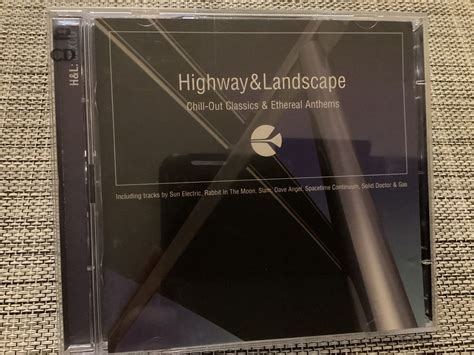 Highway&Landscape
Chill-Out Classics & Ethereal Anthems
Including tracks by Sun Electric, Rabbit In The Moon, Slam, Dave Angel, Spacetime Continuum, Solid Doctor & Gas
CD
H&L: